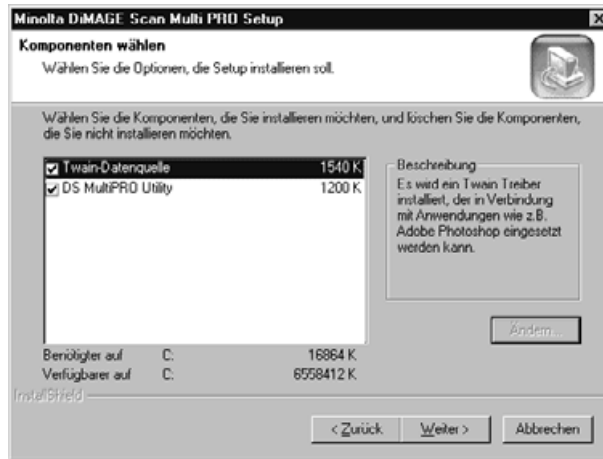 Minolta DiMAGE Scan Multi PRO Setup
Komponenten wählen
Wählen Sie die Optionen, die Setup installieren soll.
Wählen Sie die Komponenten, die Sie installieren möchten, und löschen Sie die Komponenten,
die Sie nicht installieren möchten.
Twain-Datenquelle 1540 K
DS MultiPRO Utility 1200 K
Beschreibung
Es wird ein Twain Treiber
installiert, der in Verbindung
mit Anwendungen wie z.B.
Adobe Photoshop eingesetzt
werden kann.
Ändern...
Benötigter auf C: 16864 K
Verfügbarer auf C: 6558412 K
InstallShield
< Zurück Weiter > Abbrechen